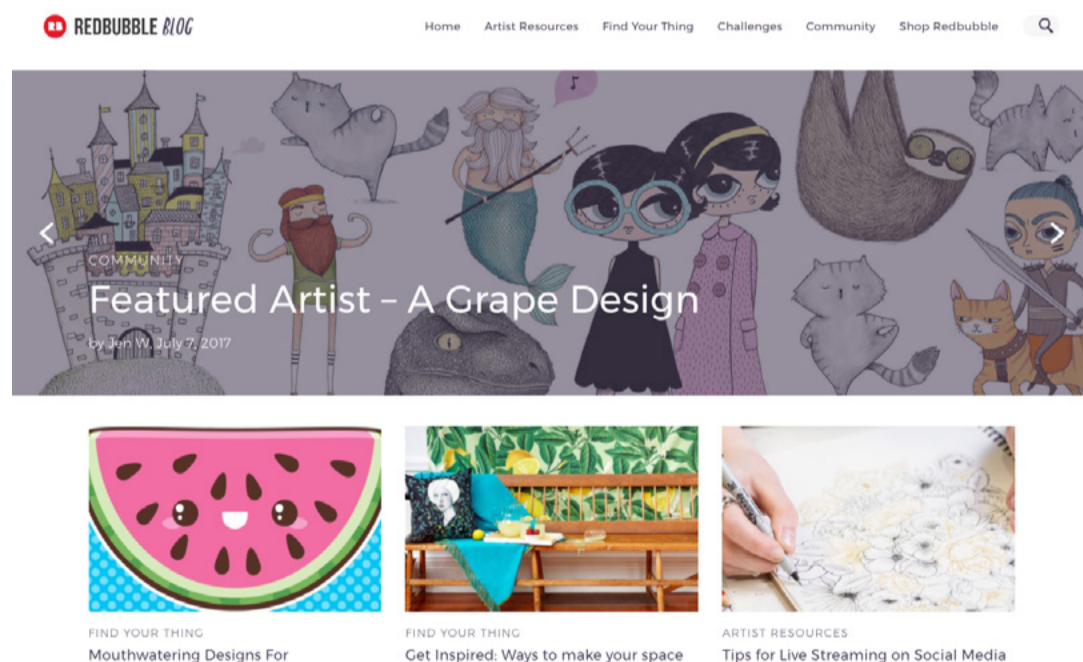 RB REDBUBBLE BLOG
Home Artist Resources Find Your Thing Challenges Community Shop Redbubble
COMMUNITY
Featured Artist – A Grape Design
by Jen W, July 7, 2017
FIND YOUR THING
Mouthwatering Designs For
FIND YOUR THING
Get Inspired: Ways to make your space
ARTIST RESOURCES
Tips for Live Streaming on Social Media